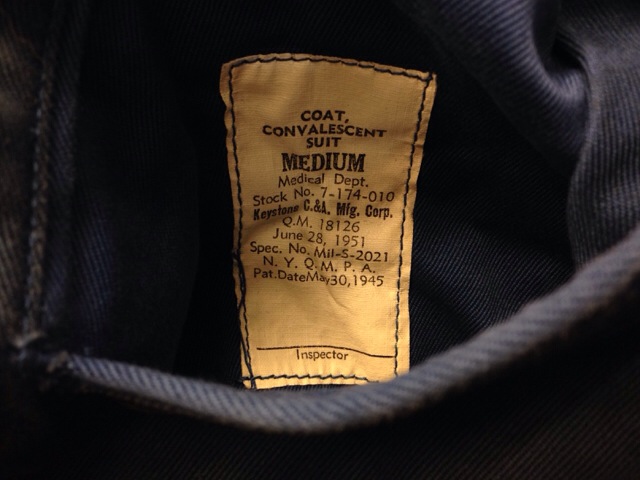 COAT,
CONVALESCENT
SUIT
MEDIUM
Medical Dept.
Stock No. 7-174-010
Keystone C.&A. Mfg. Corp.
Q.M. 18126
June 28, 1951
Spec. No. Mil-S-2021
N. Y. Q. M. P. A.
Pat. Date May 30, 1945
Inspector